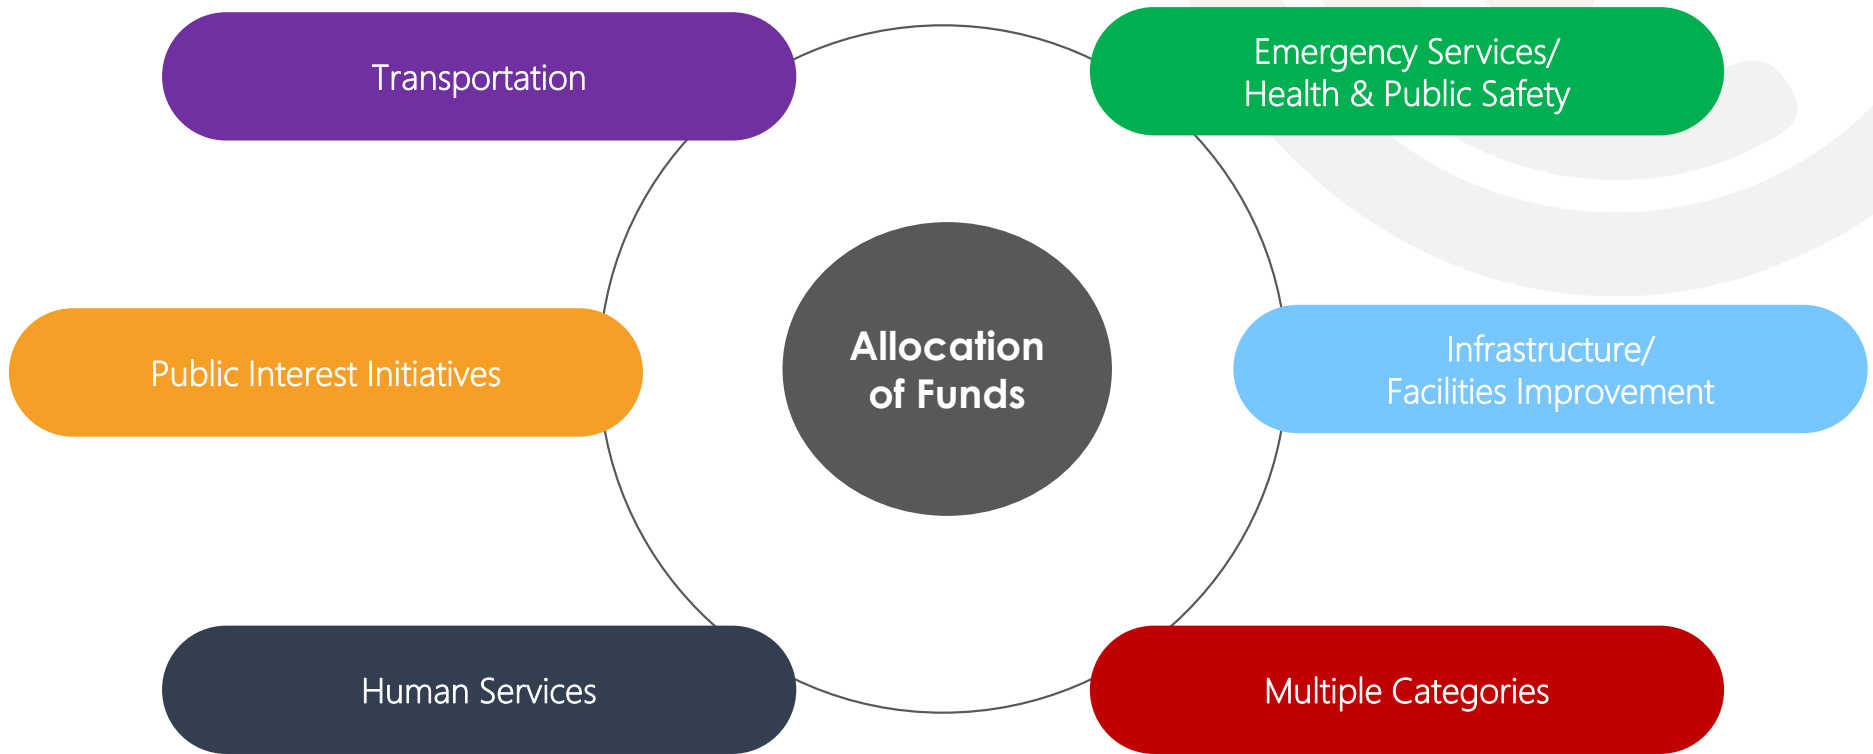 Transportation
Emergency Services/
Health & Public Safety
Public Interest Initiatives
Allocation
of Funds
Infrastructure/
Facilities Improvement
Human Services
Multiple Categories